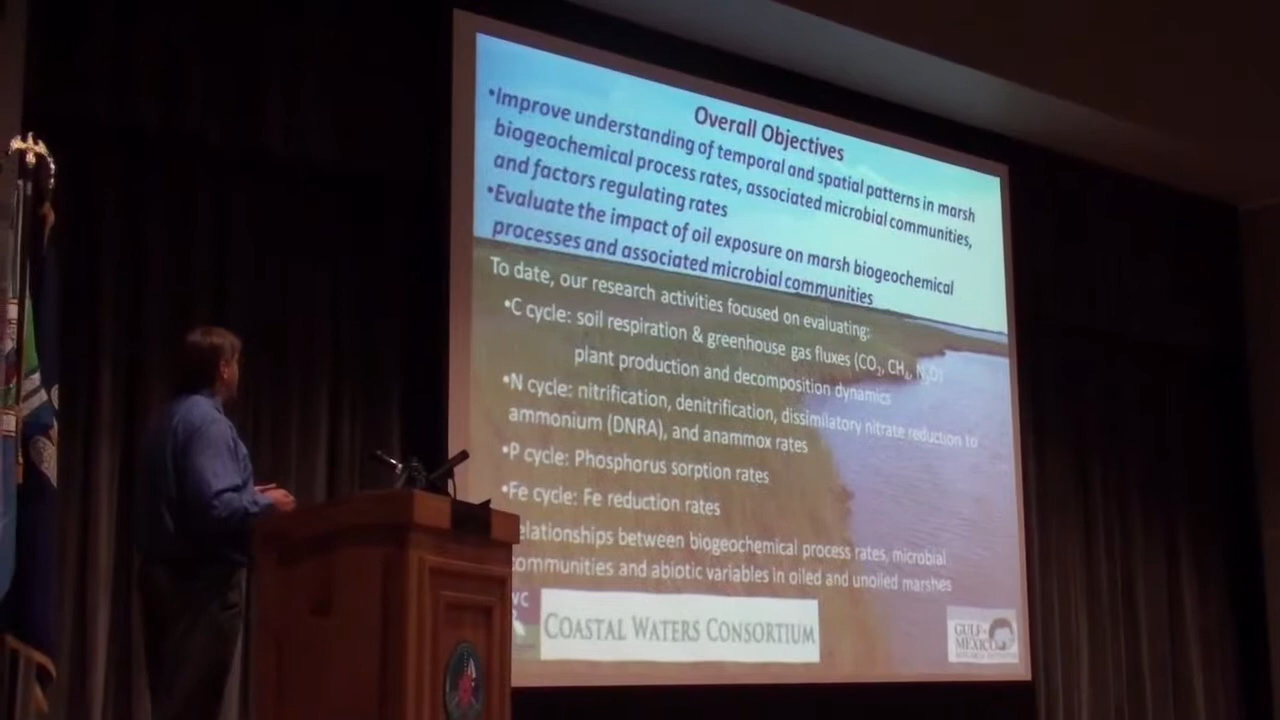 Overall Objectives
•Improve understanding of temporal and spatial patterns in marsh
biogeochemical process rates, associated microbial communities,
and factors regulating rates
•Evaluate the impact of oil exposure on marsh biogeochemical
processes and associated microbial communities
To date, our research activities focused on evaluating:
•C cycle: soil respiration & greenhouse gas fluxes (CO₂, CH₄, N₂O)
plant production and decomposition dynamics
•N cycle: nitrification, denitrification, dissimilatory nitrate reduction to
ammonium (DNRA), and anammox rates
•P cycle: Phosphorus sorption rates
•Fe cycle: Fe reduction rates
elationships between biogeochemical process rates, microbial
ommunities and abiotic variables in oiled and unoiled marshes
COASTAL WATERS CONSORTIUM
GULF
MEXICO